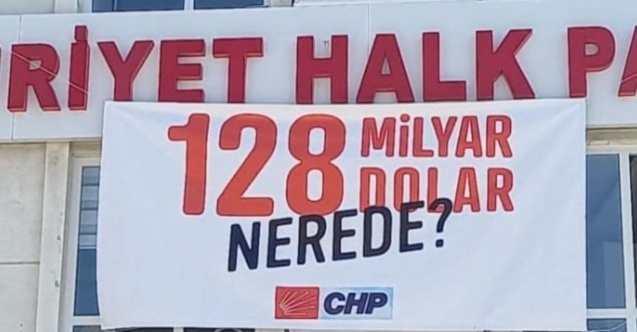 RİYET HALK PA
128 MİLYAR
DOLAR
NEREDE?
CHP